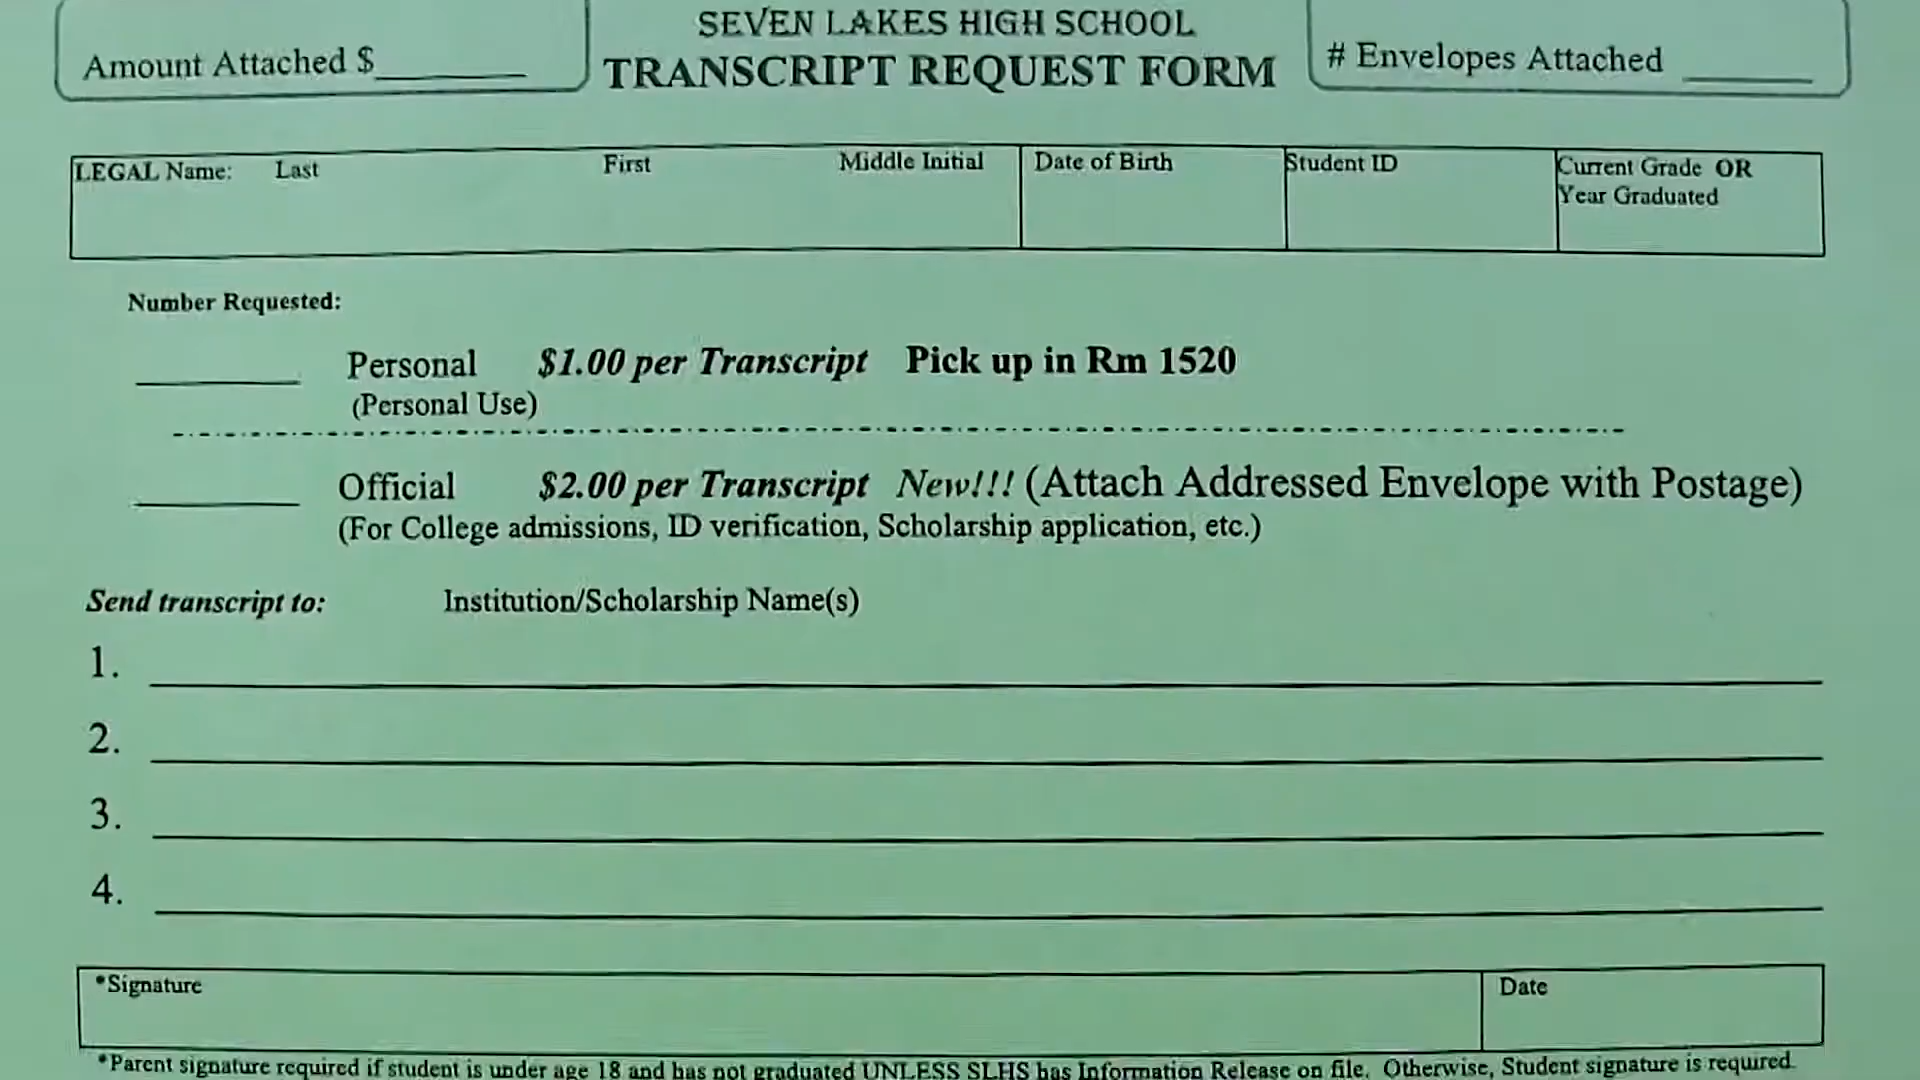 SEVEN LAKES HIGH SCHOOL
Amount Attached $________ TRANSCRIPT REQUEST FORM # Envelopes Attached ________
LEGAL Name: Last First Middle Initial Date of Birth Student ID Current Grade OR
Year Graduated
Number Requested:
________ Personal $1.00 per Transcript Pick up in Rm 1520
(Personal Use)
________ Official $2.00 per Transcript New!!! (Attach Addressed Envelope with Postage)
(For College admissions, ID verification, Scholarship application, etc.)
Send transcript to: Institution/Scholarship Name(s)
1.
2.
3.
4.
*Signature Date
*Parent signature required if student is under age 18 and has not graduated UNLESS SLHS has Information Release on file. Otherwise, Student signature is required.